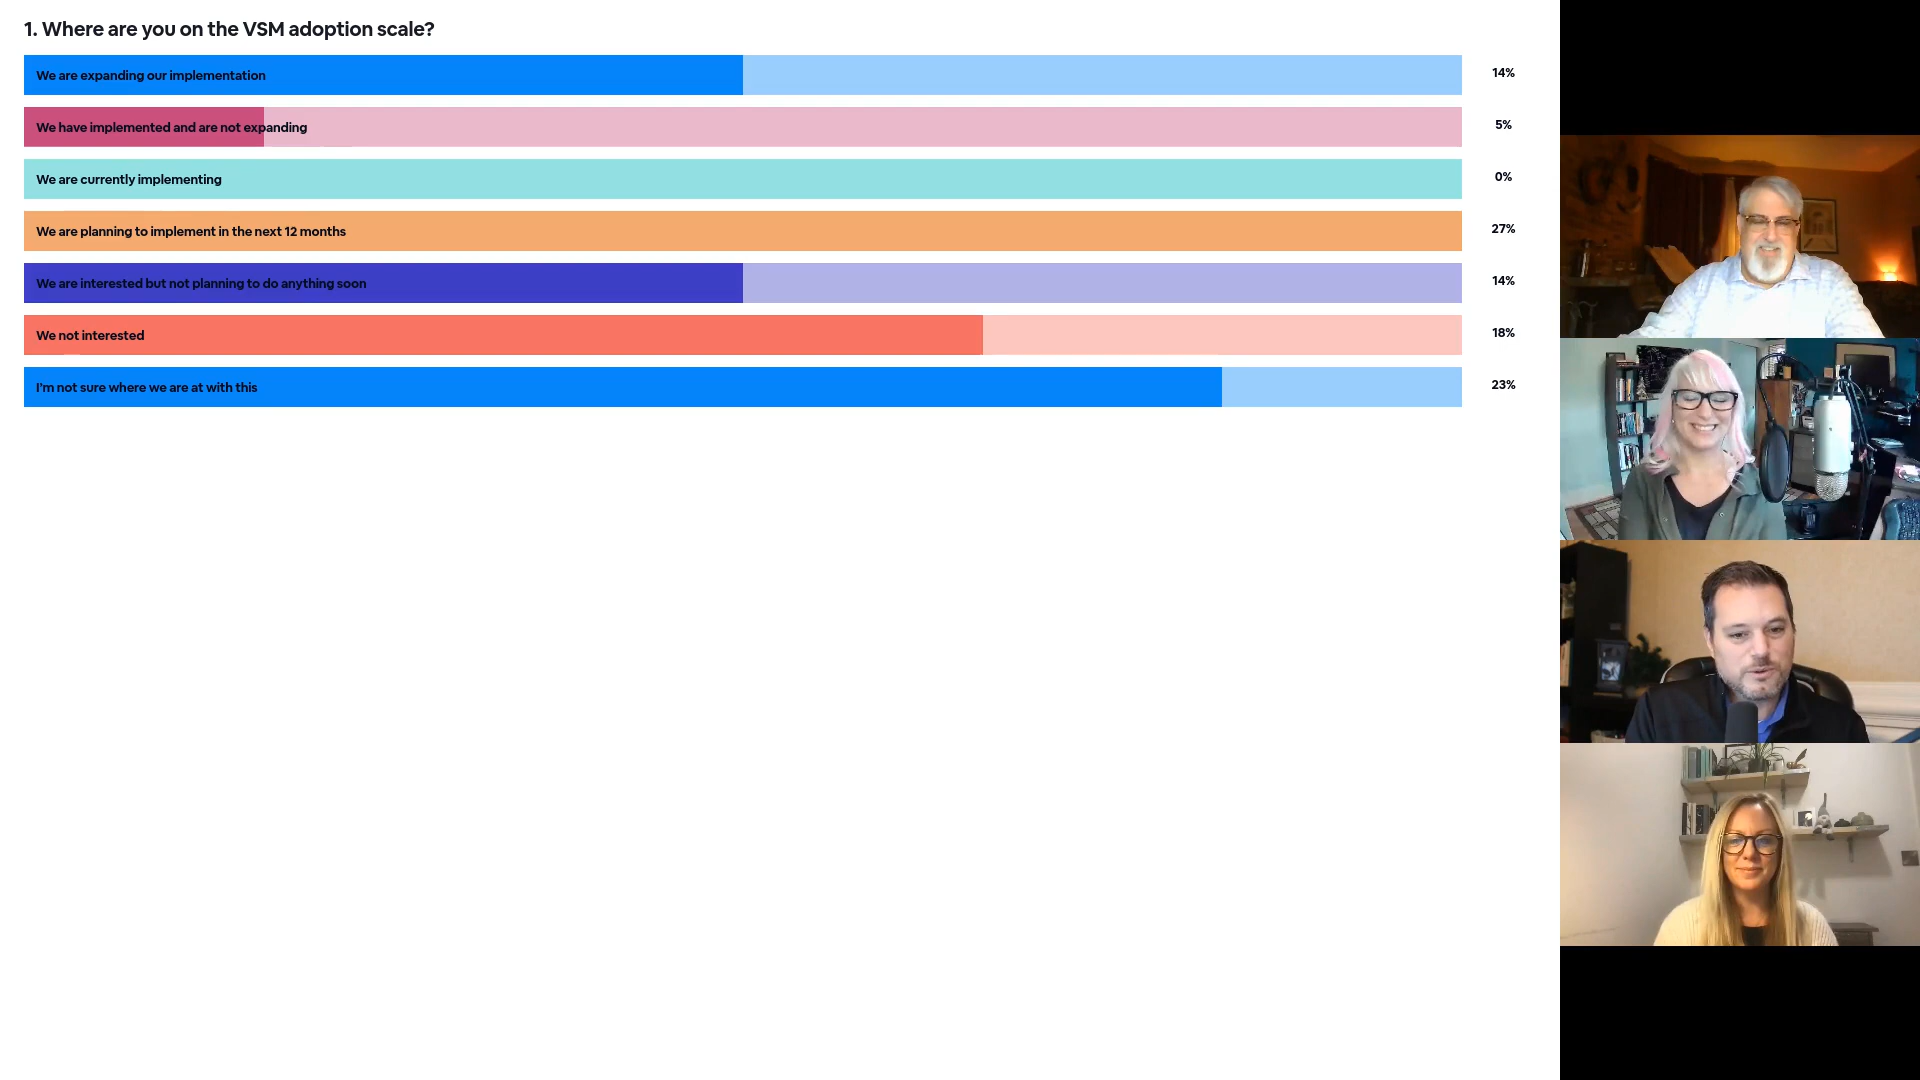 1. Where are you on the VSM adoption scale?
We are expanding our implementation 14%
We have implemented and are not expanding 5%
We are currently implementing 0%
We are planning to implement in the next 12 months 27%
We are interested but not planning to do anything soon 14%
We not interested 18%
I'm not sure where we are at with this 23%